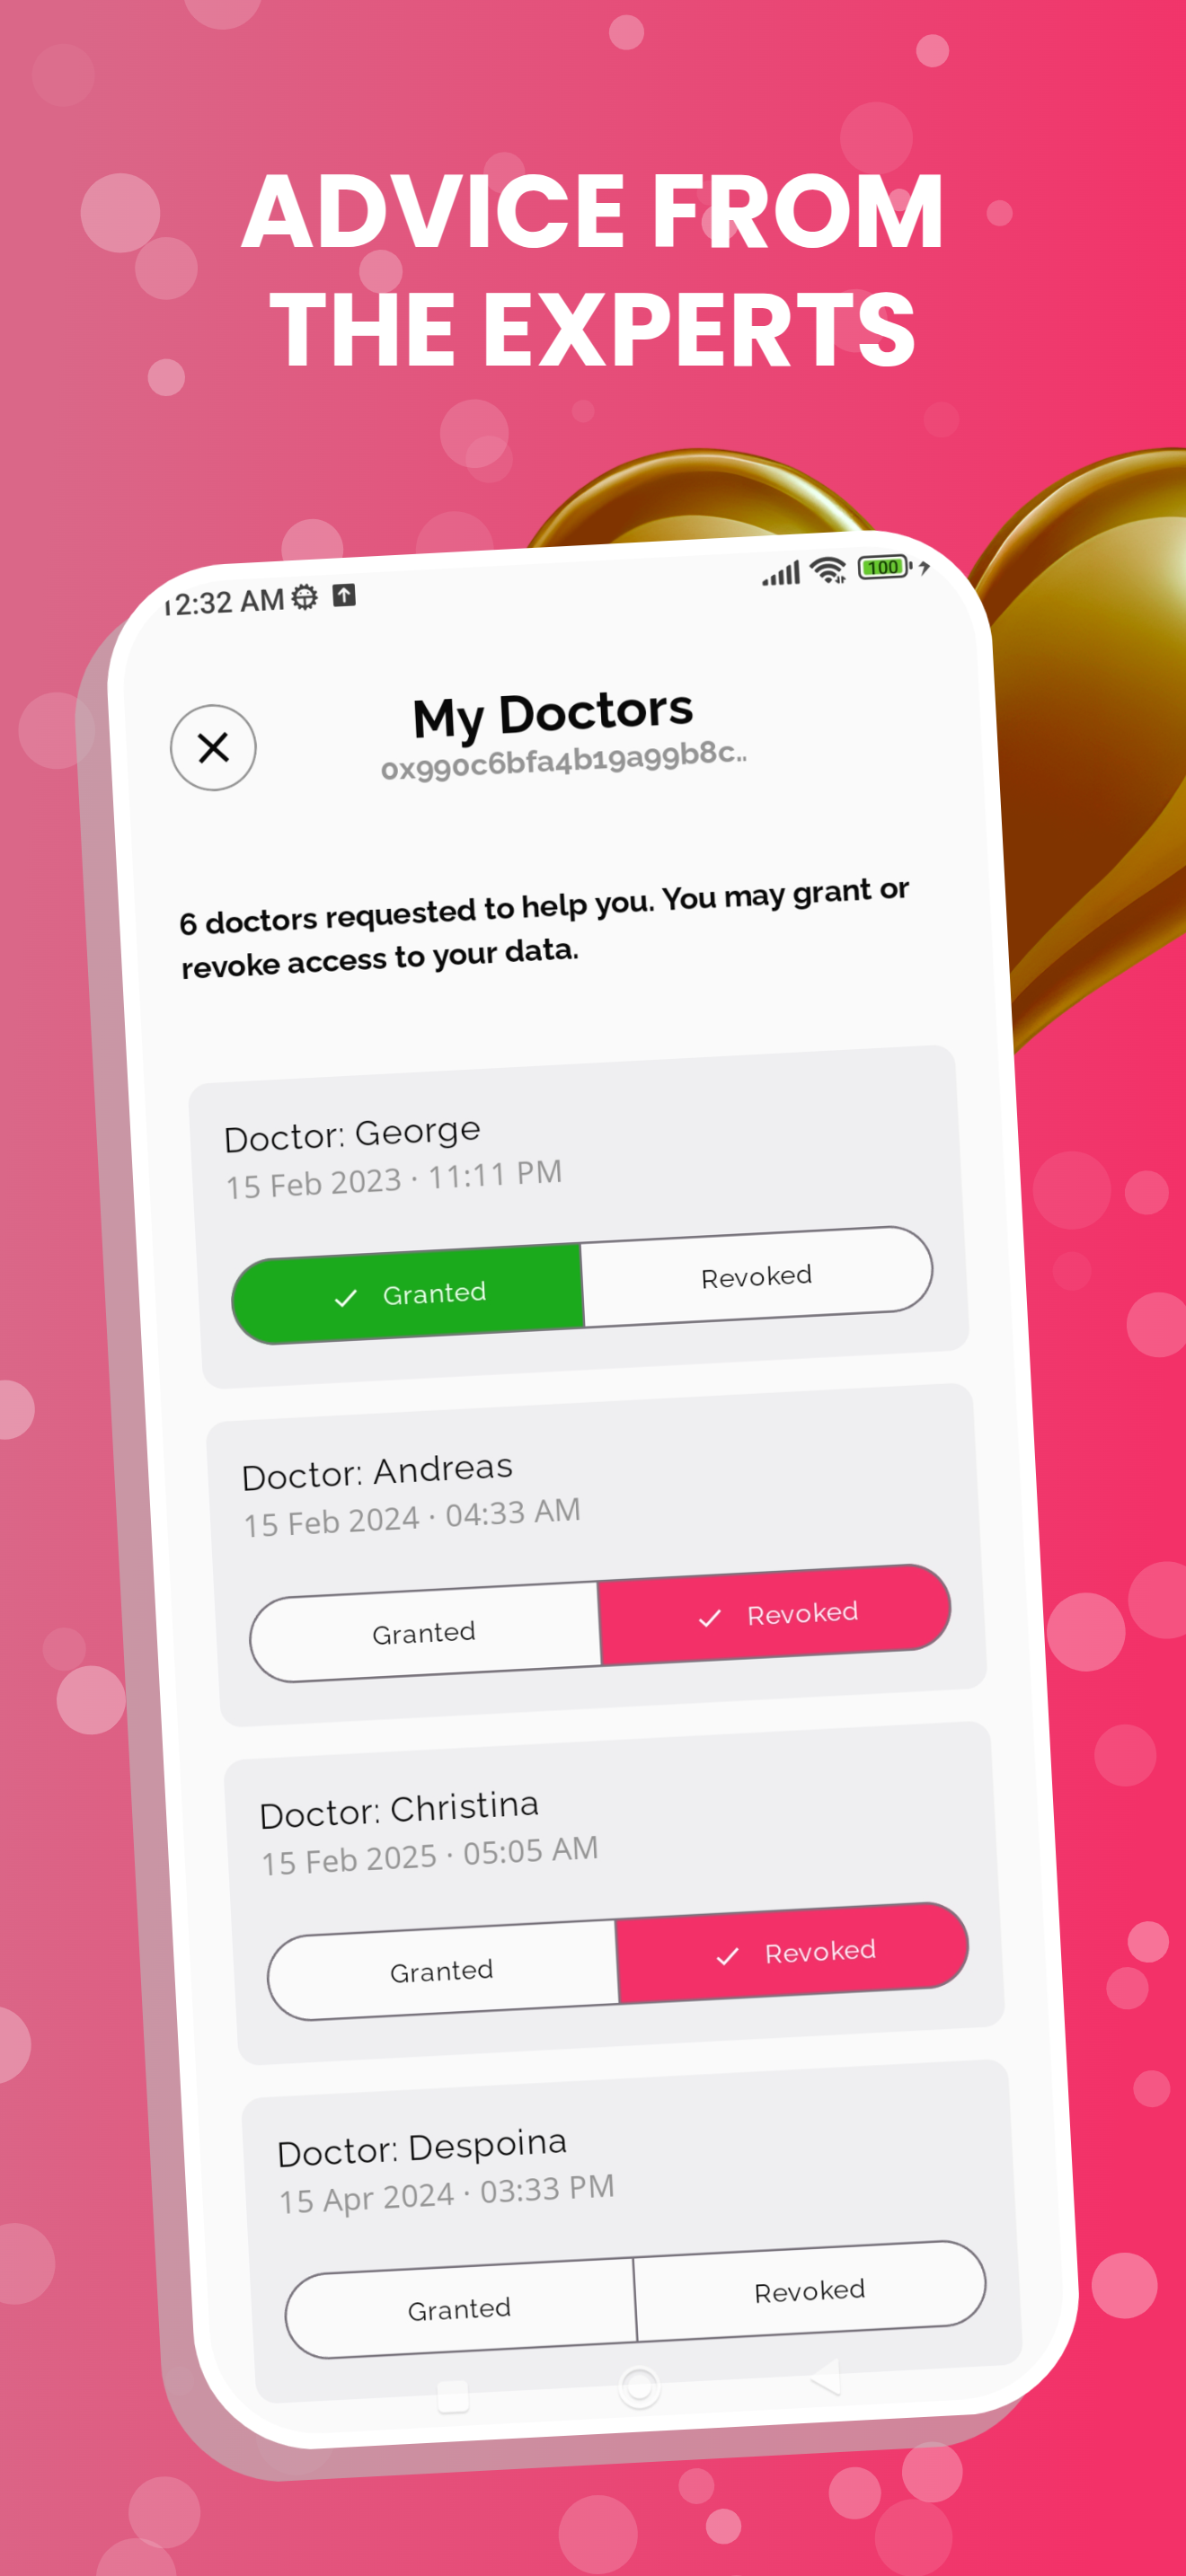 ADVICE FROM
THE EXPERTS
12:32 AM
100
My Doctors
0x990c6bfa4b19a99b8c..
6 doctors requested to help you. You may grant or
revoke access to your data.
Doctor: George
15 Feb 2023 · 11:11 PM
Granted
Revoked
Doctor: Andreas
15 Feb 2024 · 04:33 AM
Granted
Revoked
Doctor: Christina
15 Feb 2025 · 05:05 AM
Granted
Revoked
Doctor: Despoina
15 Apr 2024 · 03:33 PM
Granted
Revoked